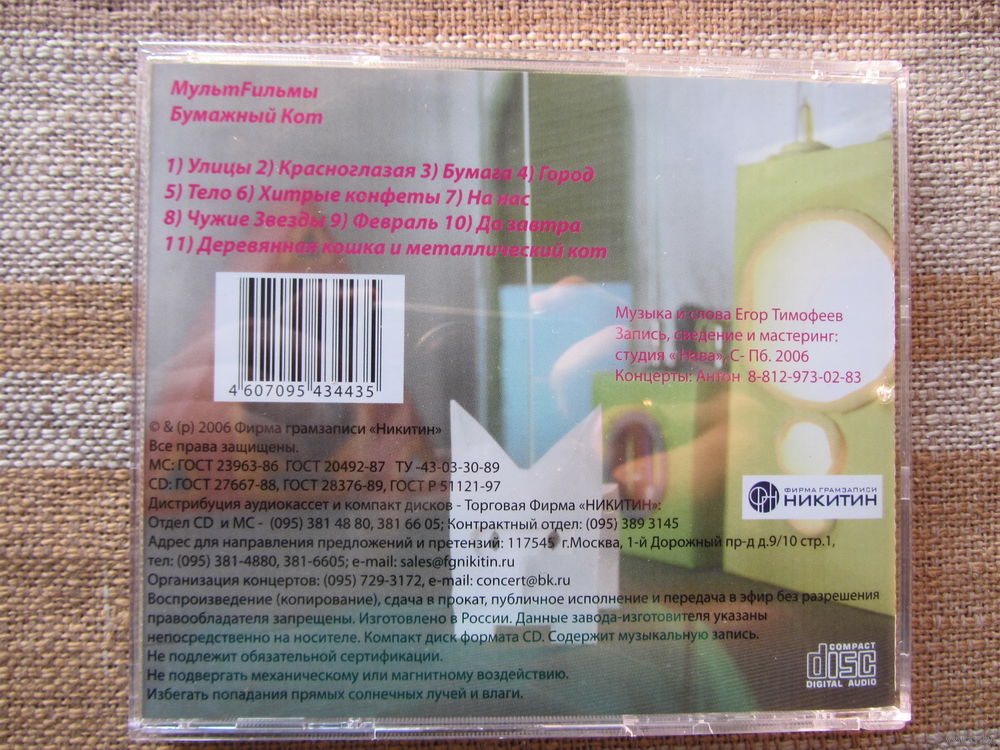 МультFильмы
Бумажный Кот
1) Улицы 2) Красноглазая 3) Бумага 4) Город
5) Тело 6) Хитрые конфеты 7) На нас
8) Чужие Звезды 9) Февраль 10) До завтра
11) Деревянная кошка и металлический кот
4 607095 434435
Музыка и слова Егор Тимофеев
Запись, сведение и мастеринг:
студия « Нава», С- Пб. 2006
Концерты: Антон 8-812-973-02-83
© & (p) 2006 Фирма грамзаписи «Никитин»
Все права защищены.
МС: ГОСТ 23963-86 ГОСТ 20492-87 ТУ -43-03-30-89
CD: ГОСТ 27667-88, ГОСТ 28376-89, ГОСТ Р 51121-97
Дистрибуция аудиокассет и компакт дисков - Торговая Фирма «НИКИТИН»:
Отдел CD и МС - (095) 381 48 80, 381 66 05; Контрактный отдел: (095) 389 3145
Адрес для направления предложений и претензий: 117545 г.Москва, 1-й Дорожный пр-д д.9/10 стр.1,
тел: (095) 381-4880, 381-6605; e-mail: sales@fgnikitin.ru
Организация концертов: (095) 729-3172, e-mail: concert@bk.ru
Воспроизведение (копирование), сдача в прокат, публичное исполнение и передача в эфир без разрешения
правообладателя запрещены. Изготовлено в России. Данные завода-изготовителя указаны
непосредственно на носителе. Компакт диск формата CD. Содержит музыкальную запись.
Не подлежит обязательной сертификации.
Не подвергать механическому или магнитному воздействию.
Избегать попадания прямых солнечных лучей и влаги.
ФИРМА ГРАМЗАПИСИ
НИКИТИН
COMPACT
disc
DIGITAL AUDIO